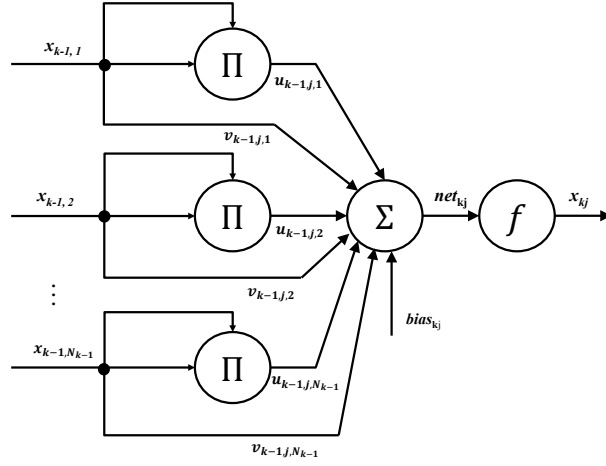 x_{k-1, 1}
∏
u_{k−1,j,1}
v_{k−1,j,1}
x_{k-1, 2}
∏
u_{k−1,j,2}
Σ
net_{kj}
f
x_{kj}
v_{k−1,j,2}
⋮
bias_{kj}
x_{k−1,N_{k−1}}
∏
u_{k−1,j,N_{k−1}}
v_{k−1,j,N_{k−1}}